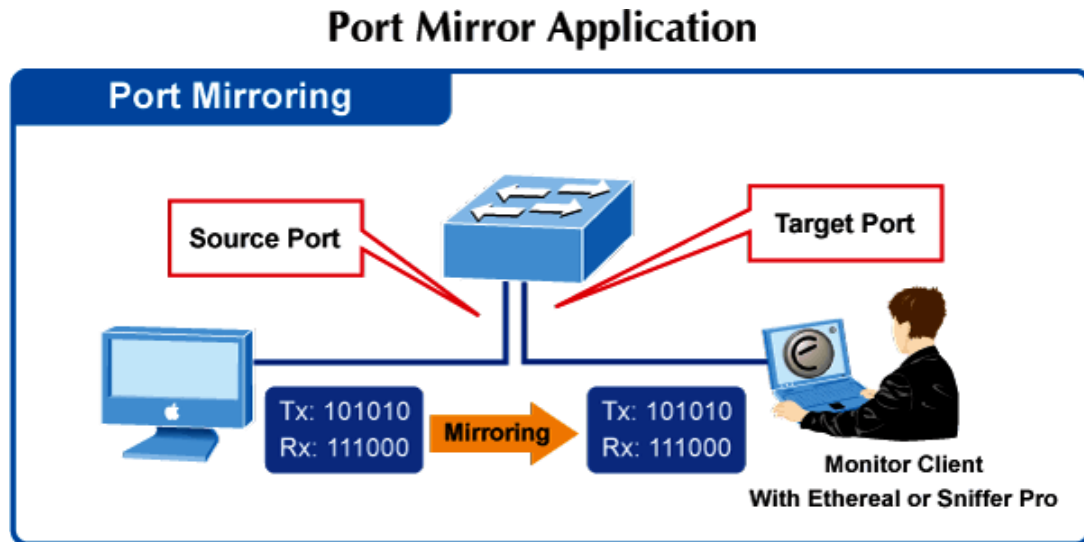 Port Mirror Application
Port Mirroring
Source Port
Target Port
Tx: 101010
Rx: 111000
Mirroring
Tx: 101010
Rx: 111000
Monitor Client
With Ethereal or Sniffer Pro